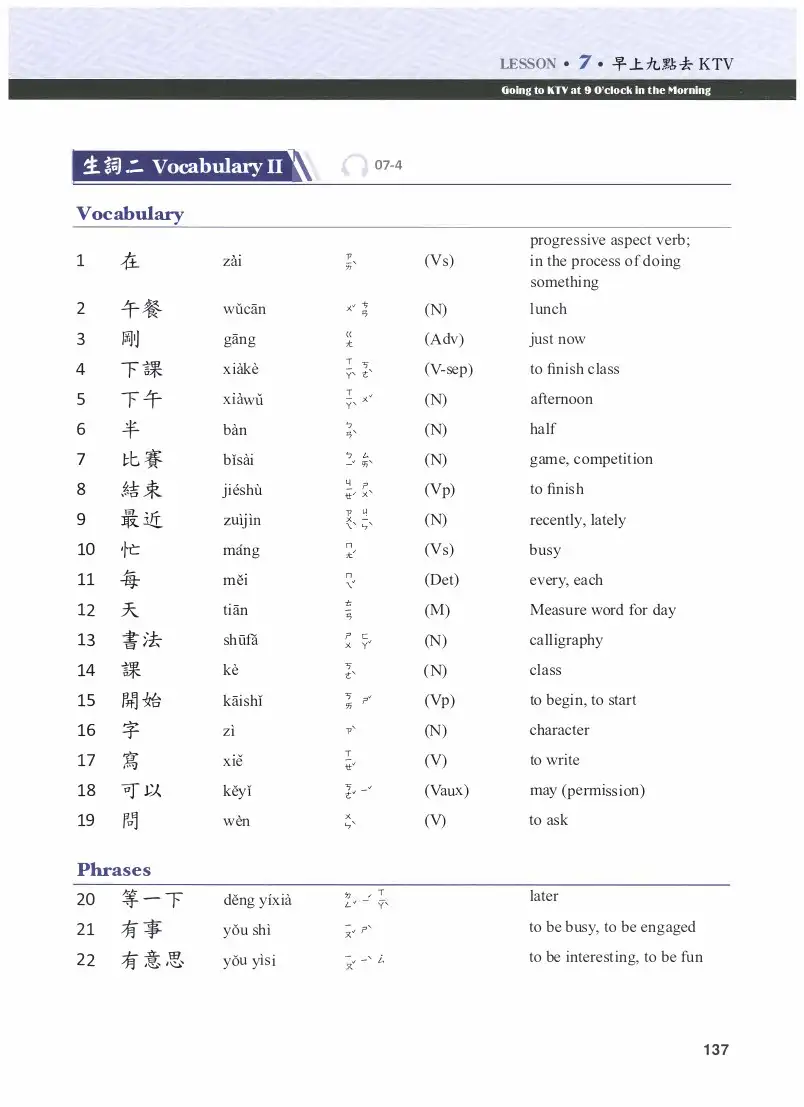 LESSON • 7 • 早上九點去 KTV
Going to KTV at 9 O'clock in the Morning
生詞二 Vocabulary II 07-4
Vocabulary
1 在 zài ㄗㄞˋ (Vs) progressive aspect verb; in the process of doing something
2 午餐 wǔcān ㄨˇ ㄘㄢ (N) lunch
3 剛 gāng ㄍㄤ (Adv) just now
4 下課 xiàkè ㄒㄧㄚˋ ㄎㄜˋ (V-sep) to finish class
5 下午 xiàwǔ ㄒㄧㄚˋ ㄨˇ (N) afternoon
6 半 bàn ㄅㄢˋ (N) half
7 比賽 bǐsài ㄅㄧˇ ㄙㄞˋ (N) game, competition
8 結束 jiéshù ㄐㄧㄝˊ ㄕㄨˋ (Vp) to finish
9 最近 zuìjìn ㄗㄨㄟˋ ㄐㄧㄣˋ (N) recently, lately
10 忙 máng ㄇㄤˊ (Vs) busy
11 每 měi ㄇㄟˇ (Det) every, each
12 天 tiān ㄊㄧㄢ (M) Measure word for day
13 書法 shūfǎ ㄕㄨ ㄈㄚˇ (N) calligraphy
14 課 kè ㄎㄜˋ (N) class
15 開始 kāishǐ ㄎㄞ ㄕˇ (Vp) to begin, to start
16 字 zì ㄗˋ (N) character
17 寫 xiě ㄒㄧㄝˇ (V) to write
18 可以 kěyǐ ㄎㄜˇ ㄧˇ (Vaux) may (permission)
19 問 wèn ㄨㄣˋ (V) to ask
Phrases
20 等一下 děng yíxià ㄉㄥˇ ㄧˊ ㄒㄧㄚˋ later
21 有事 yǒu shì ㄧㄡˇ ㄕˋ to be busy, to be engaged
22 有意思 yǒu yìsi ㄧㄡˇ ㄧˋ ㄙ to be interesting, to be fun
137